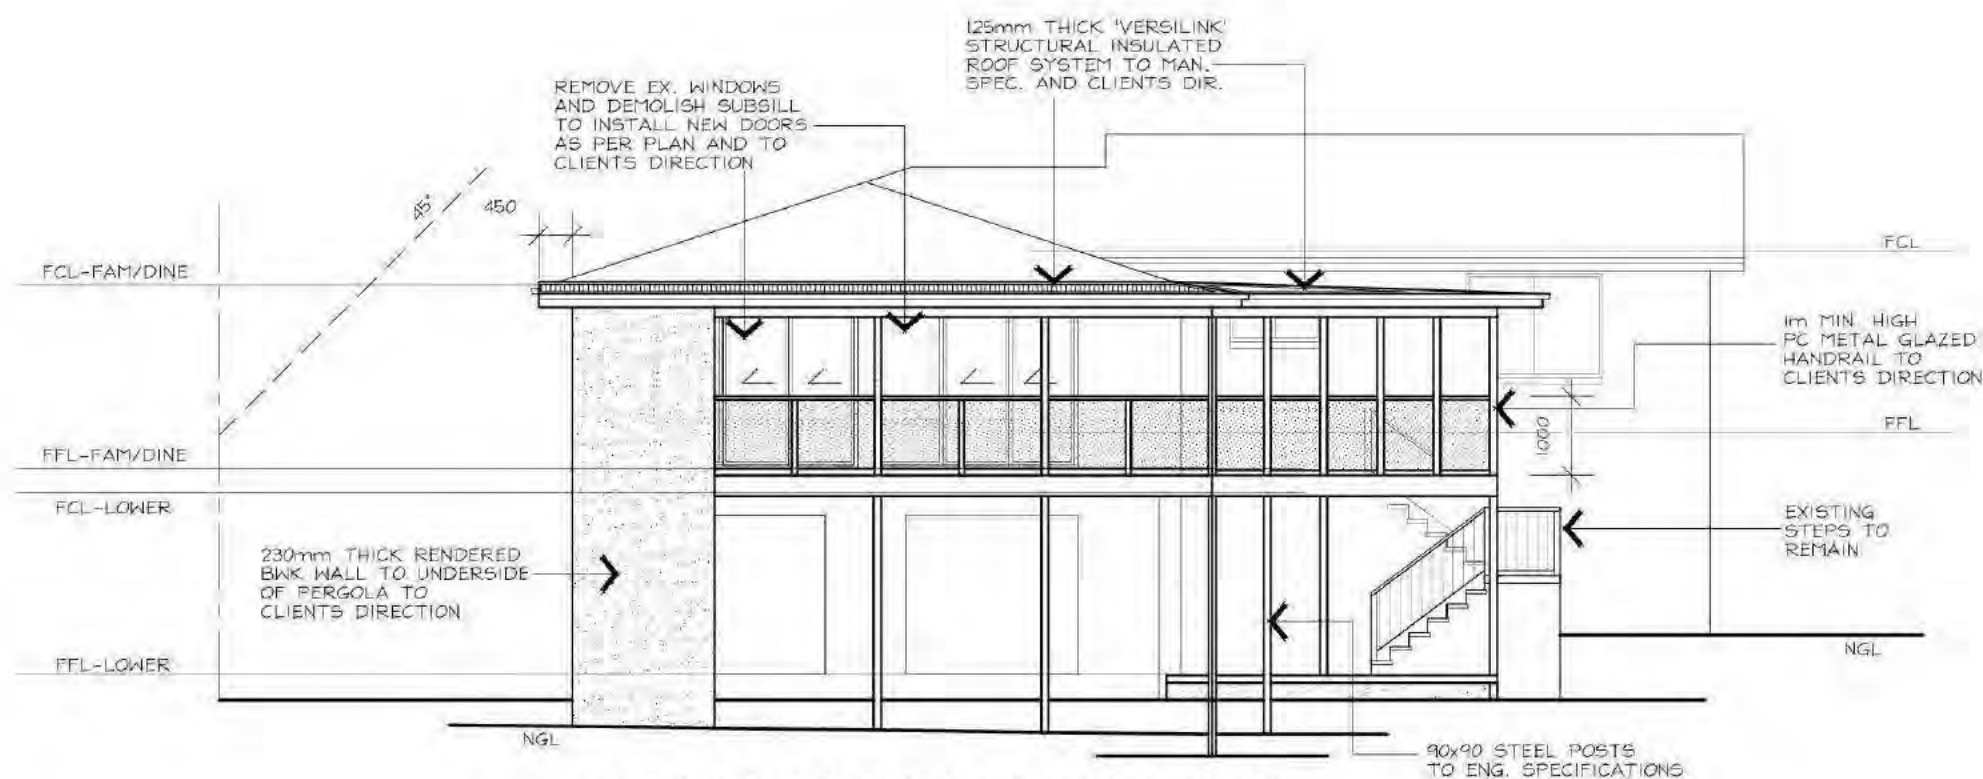 125mm THICK 'VERSILINK'
STRUCTURAL INSULATED
ROOF SYSTEM TO MAN.
SPEC. AND CLIENTS DIR.
REMOVE EX. WINDOWS
AND DEMOLISH SUBSILL
TO INSTALL NEW DOORS
AS PER PLAN AND TO
CLIENTS DIRECTION
45°
450
FCL
FCL-FAM/DINE
1m MIN. HIGH
PC METAL GLAZED
HANDRAIL TO
CLIENTS DIRECTION
1000
FFL
FFL-FAM/DINE
FCL-LOWER
EXISTING
STEPS TO
REMAIN
230mm THICK RENDERED
BWK WALL TO UNDERSIDE
OF PERGOLA TO
CLIENTS DIRECTION
FFL-LOWER
NGL
NGL
90x90 STEEL POSTS
TO ENG. SPECIFICATIONS